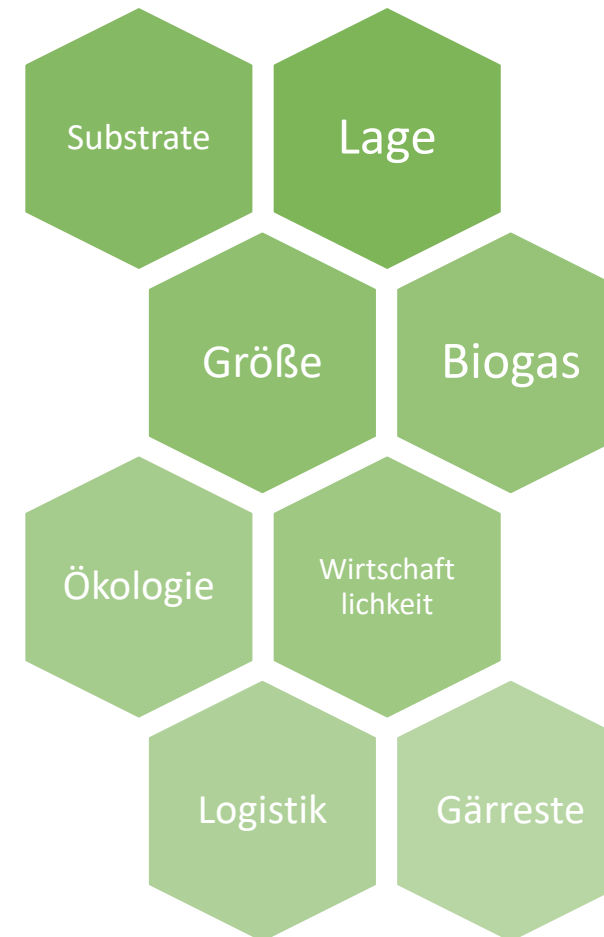 Substrate
Lage
Größe
Biogas
Ökologie
Wirtschaft
lichkeit
Logistik
Gärreste